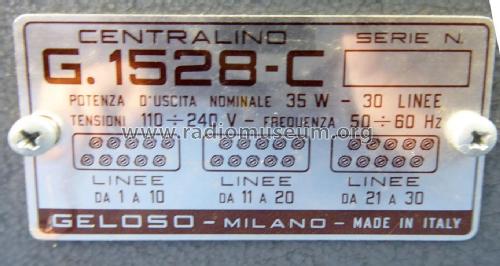 CENTRALINO SERIE N.
G.1528-C
POTENZA D'USCITA NOMINALE 35 W - 30 LINEE
TENSIONI 110÷240 V - FREQUENZA 50÷60 Hz
www.radiomuseum.org
LINEE LINEE LINEE
DA 1 A 10 DA 11 A 20 DA 21 A 30
GELOSO - MILANO - MADE IN ITALY